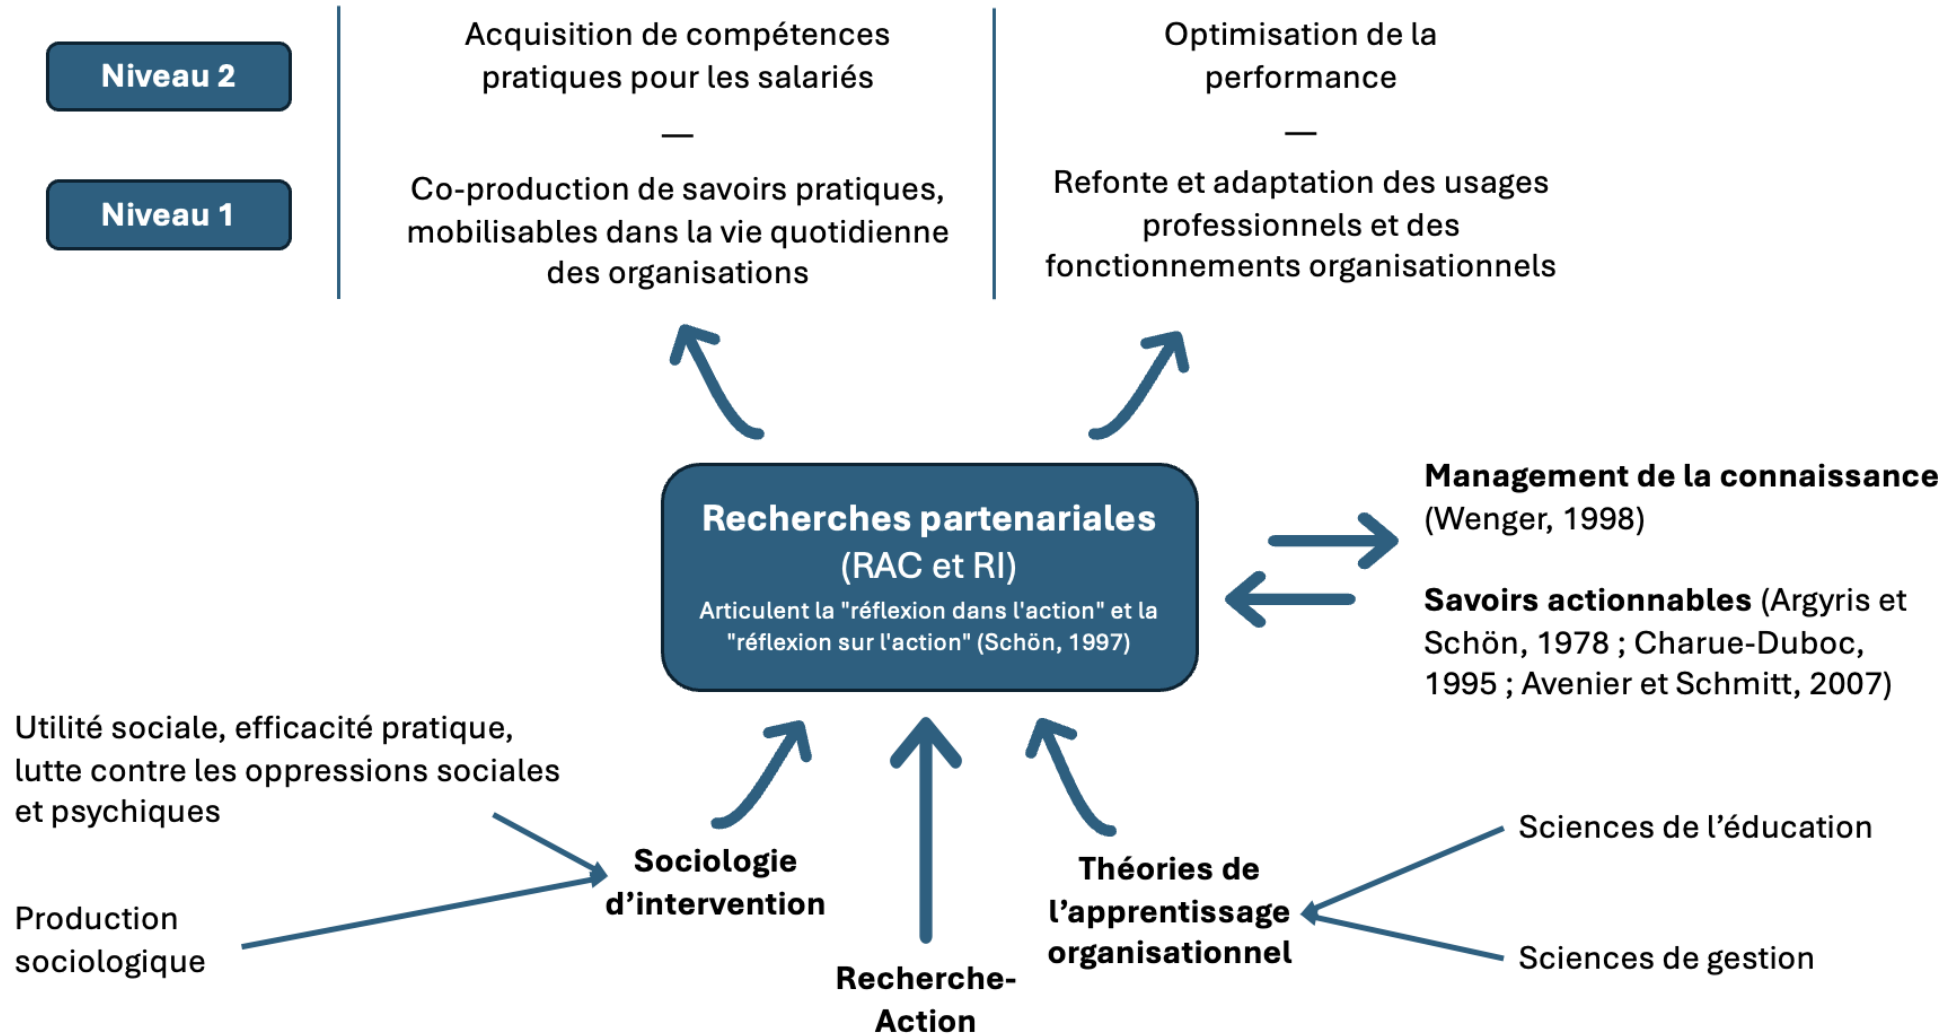 Niveau 2
Niveau 1
Acquisition de compétences
pratiques pour les salariés
—
Co-production de savoirs pratiques,
mobilisables dans la vie quotidienne
des organisations
Optimisation de la
performance
—
Refonte et adaptation des usages
professionnels et des
fonctionnements organisationnels
Recherches partenariales
(RAC et RI)
Articulent la "réflexion dans l'action" et la
"réflexion sur l'action" (Schön, 1997)
Management de la connaissance
(Wenger, 1998)
Savoirs actionnables (Argyris et
Schön, 1978 ; Charue-Duboc,
1995 ; Avenier et Schmitt, 2007)
Utilité sociale, efficacité pratique,
lutte contre les oppressions sociales
et psychiques
Production
sociologique
Sociologie
d’intervention
Recherche-
Action
Théories de
l’apprentissage
organisationnel
Sciences de l’éducation
Sciences de gestion